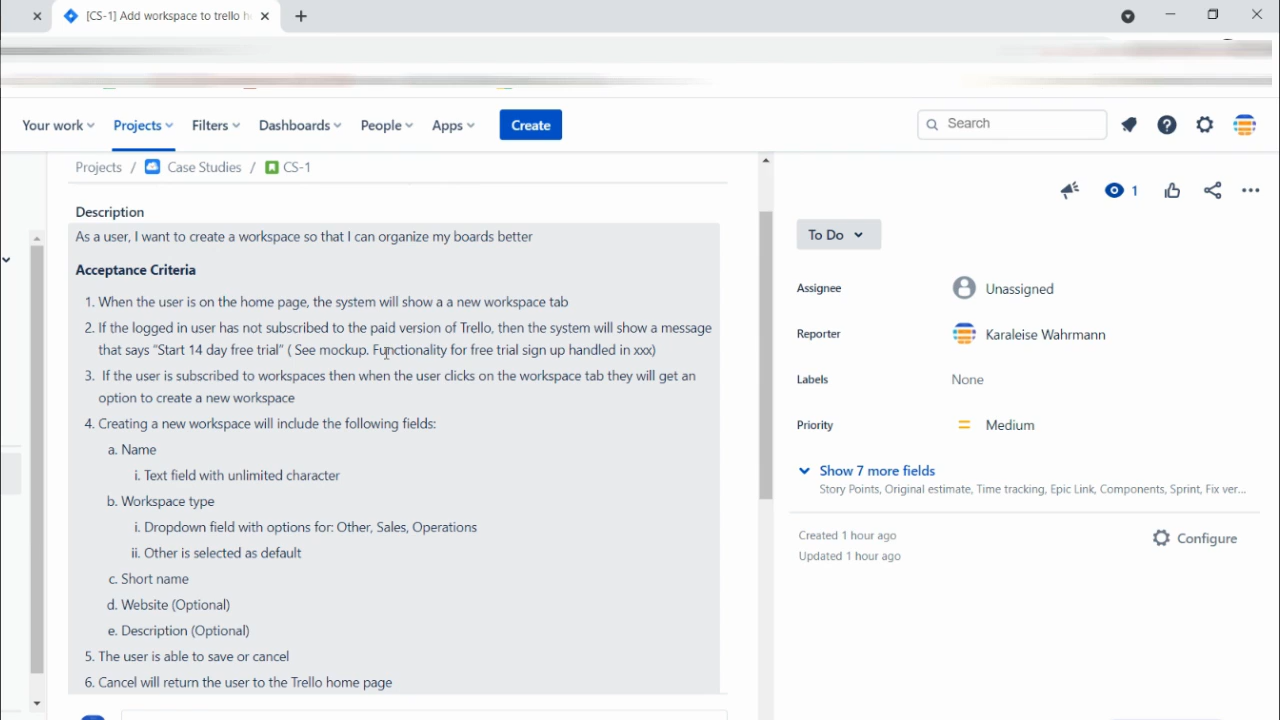 [CS-1] Add workspace to trello h
Your work Projects Filters Dashboards People Apps Create Search
Projects / Case Studies / CS-1
1
Description
As a user, I want to create a workspace so that I can organize my boards better
To Do
Acceptance Criteria
Assignee Unassigned
1. When the user is on the home page, the system will show a a new workspace tab
2. If the logged in user has not subscribed to the paid version of Trello, then the system will show a message
that says “Start 14 day free trial” ( See mockup. Functionality for free trial sign up handled in xxx)
Reporter Karaleise Wahrmann
3. If the user is subscribed to workspaces then when the user clicks on the workspace tab they will get an
option to create a new workspace
Labels None
4. Creating a new workspace will include the following fields:
Priority Medium
a. Name
i. Text field with unlimited character
Show 7 more fields
Story Points, Original estimate, Time tracking, Epic Link, Components, Sprint, Fix ver...
b. Workspace type
i. Dropdown field with options for: Other, Sales, Operations
ii. Other is selected as default
Created 1 hour ago
Updated 1 hour ago
Configure
c. Short name
d. Website (Optional)
e. Description (Optional)
5. The user is able to save or cancel
6. Cancel will return the user to the Trello home page